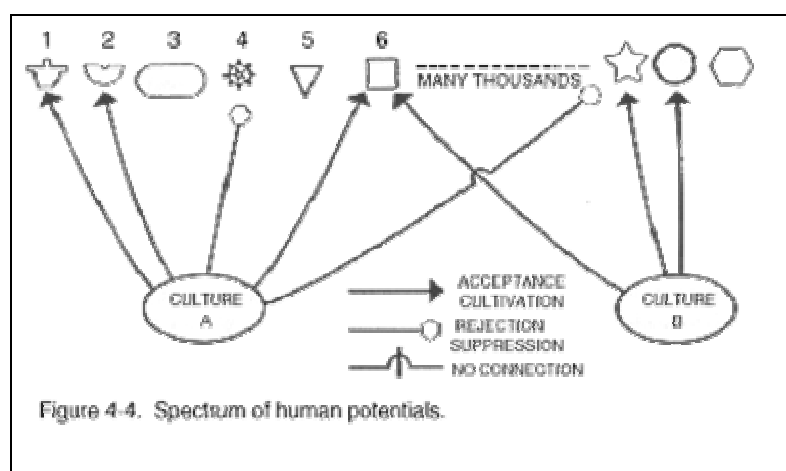 1 2 3 4 5 6
MANY THOUSANDS
CULTURE
A
ACCEPTANCE
CULTIVATION
REJECTION
SUPPRESSION
NO CONNECTION
CULTURE
B
Figure 4-4. Spectrum of human potentials.